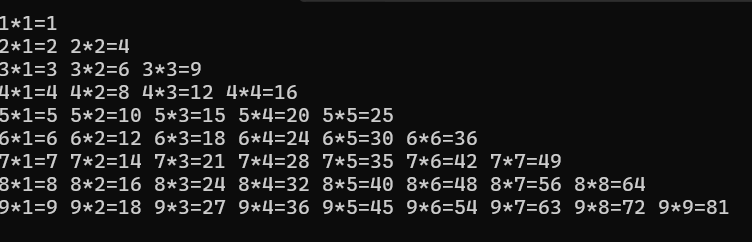 1*1=1
2*1=2 2*2=4
3*1=3 3*2=6 3*3=9
4*1=4 4*2=8 4*3=12 4*4=16
5*1=5 5*2=10 5*3=15 5*4=20 5*5=25
6*1=6 6*2=12 6*3=18 6*4=24 6*5=30 6*6=36
7*1=7 7*2=14 7*3=21 7*4=28 7*5=35 7*6=42 7*7=49
8*1=8 8*2=16 8*3=24 8*4=32 8*5=40 8*6=48 8*7=56 8*8=64
9*1=9 9*2=18 9*3=27 9*4=36 9*5=45 9*6=54 9*7=63 9*8=72 9*9=81